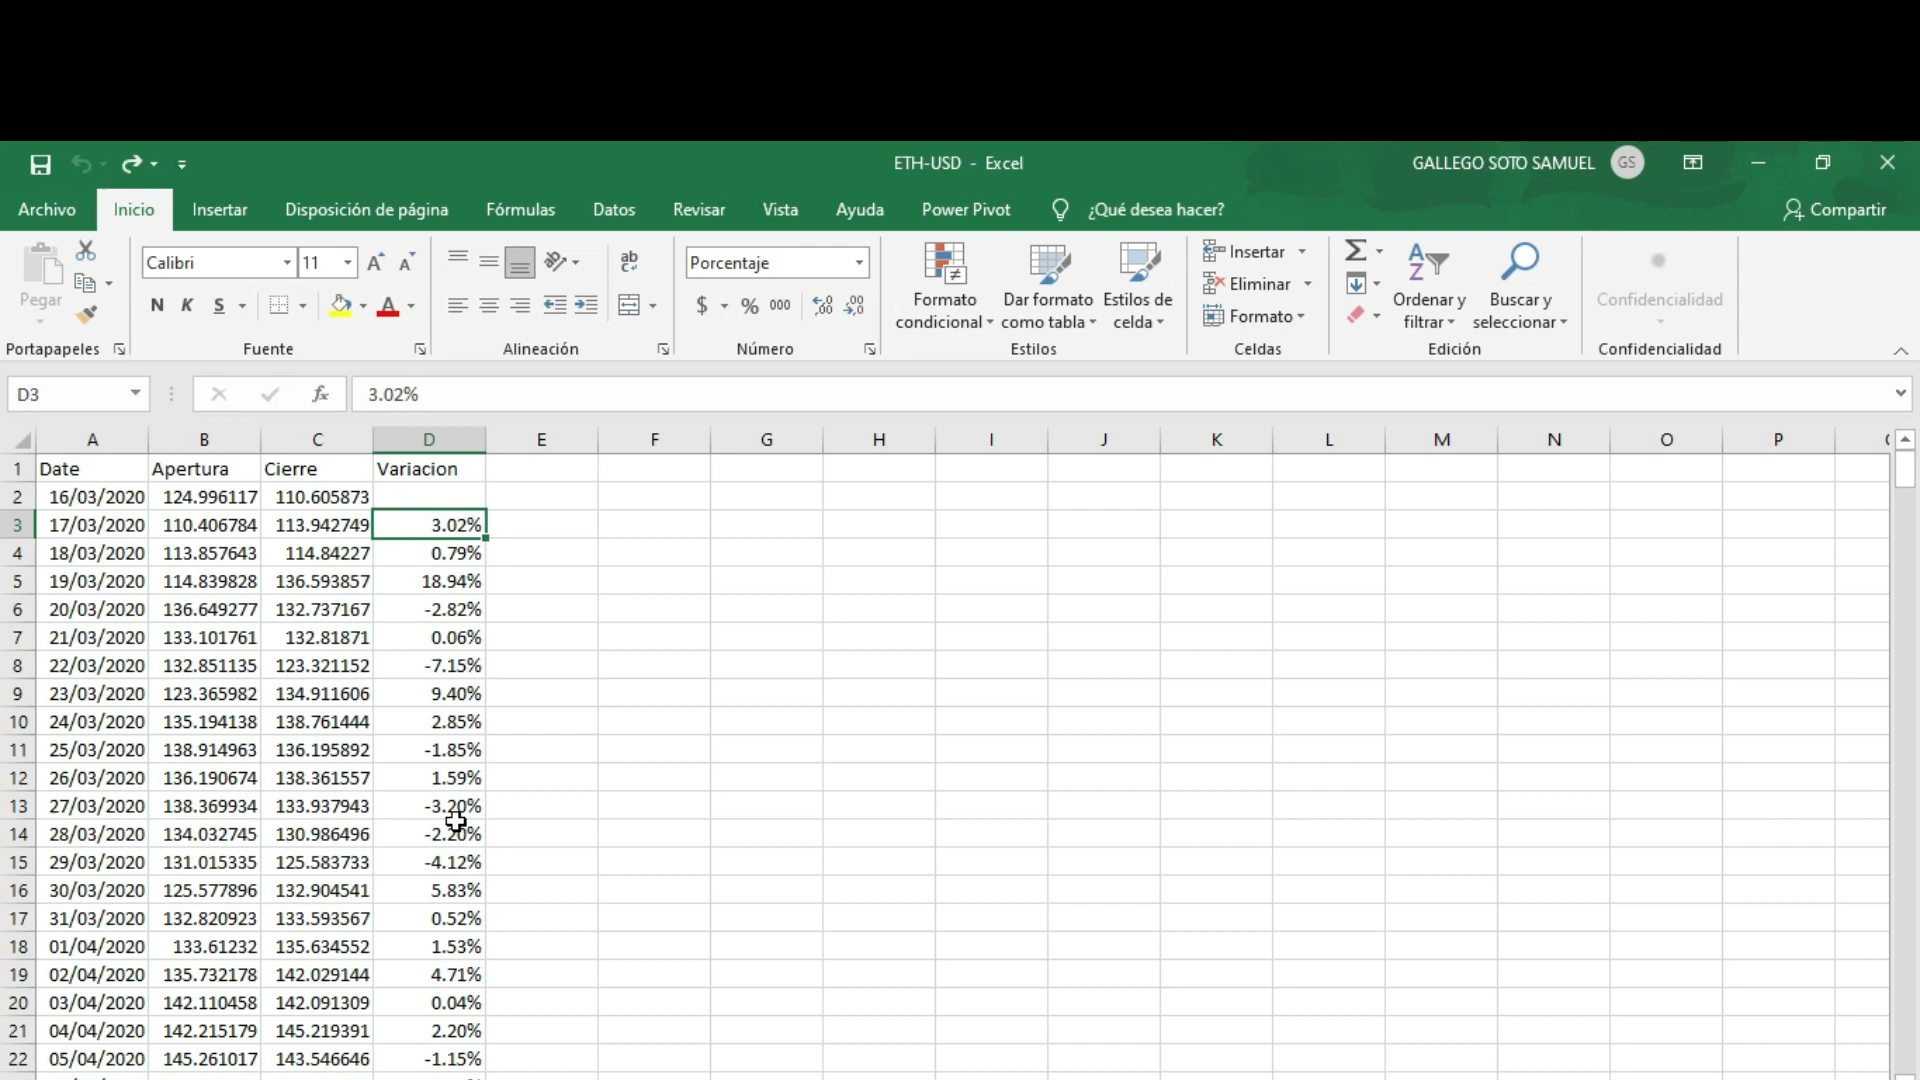 ETH-USD - Excel
GALLEGO SOTO SAMUEL GS
Archivo Inicio Insertar Disposición de página Fórmulas Datos Revisar Vista Ayuda Power Pivot ¿Qué desea hacer? Compartir
Pegar
Calibri 11 A A ab c
N K S A
Porcentaje
$ % 000 ,00 ,00
Formato condicional
Dar formato como tabla
Estilos de celda
Insertar
Eliminar
Formato
Ordenar y filtrar
Buscar y seleccionar
Confidencialidad
Portapapeles Fuente Alineación Número Estilos Celdas Edición Confidencialidad
D3 fx 3.02%
A B C D E F G H I J K L M N O P
1 Date Apertura Cierre Variacion
2 16/03/2020 124.996117 110.605873
3 17/03/2020 110.406784 113.942749 3.02%
4 18/03/2020 113.857643 114.84227 0.79%
5 19/03/2020 114.839828 136.593857 18.94%
6 20/03/2020 136.649277 132.737167 -2.82%
7 21/03/2020 133.101761 132.81871 0.06%
8 22/03/2020 132.851135 123.321152 -7.15%
9 23/03/2020 123.365982 134.911606 9.40%
10 24/03/2020 135.194138 138.761444 2.85%
11 25/03/2020 138.914963 136.195892 -1.85%
12 26/03/2020 136.190674 138.361557 1.59%
13 27/03/2020 138.369934 133.937943 -3.20%
14 28/03/2020 134.032745 130.986496 -2.20%
15 29/03/2020 131.015335 125.583733 -4.12%
16 30/03/2020 125.577896 132.904541 5.83%
17 31/03/2020 132.820923 133.593567 0.52%
18 01/04/2020 133.61232 135.634552 1.53%
19 02/04/2020 135.732178 142.029144 4.71%
20 03/04/2020 142.110458 142.091309 0.04%
21 04/04/2020 142.215179 145.219391 2.20%
22 05/04/2020 145.261017 143.546646 -1.15%